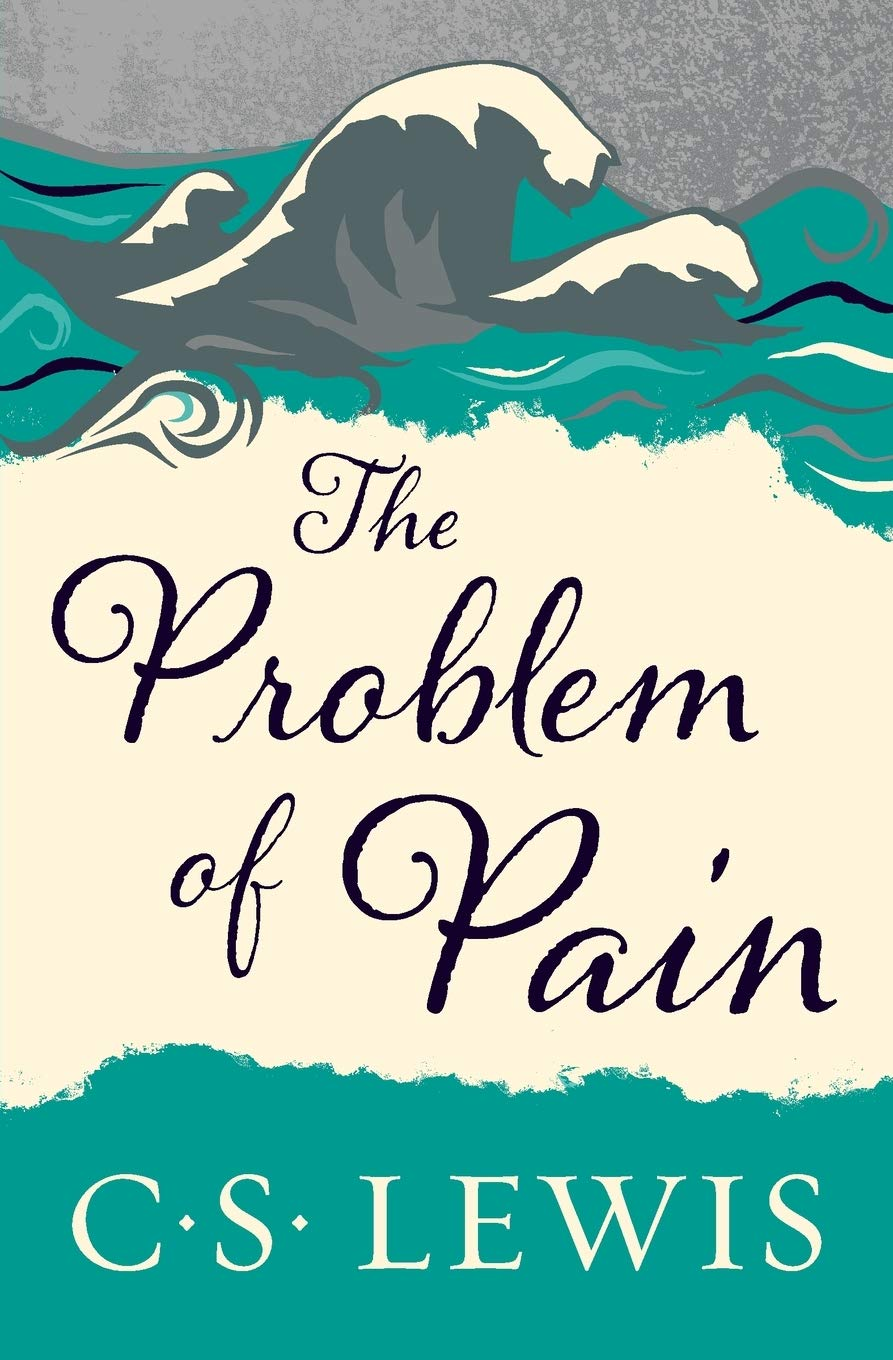 The
Problem
of Pain
C·S· LEWIS